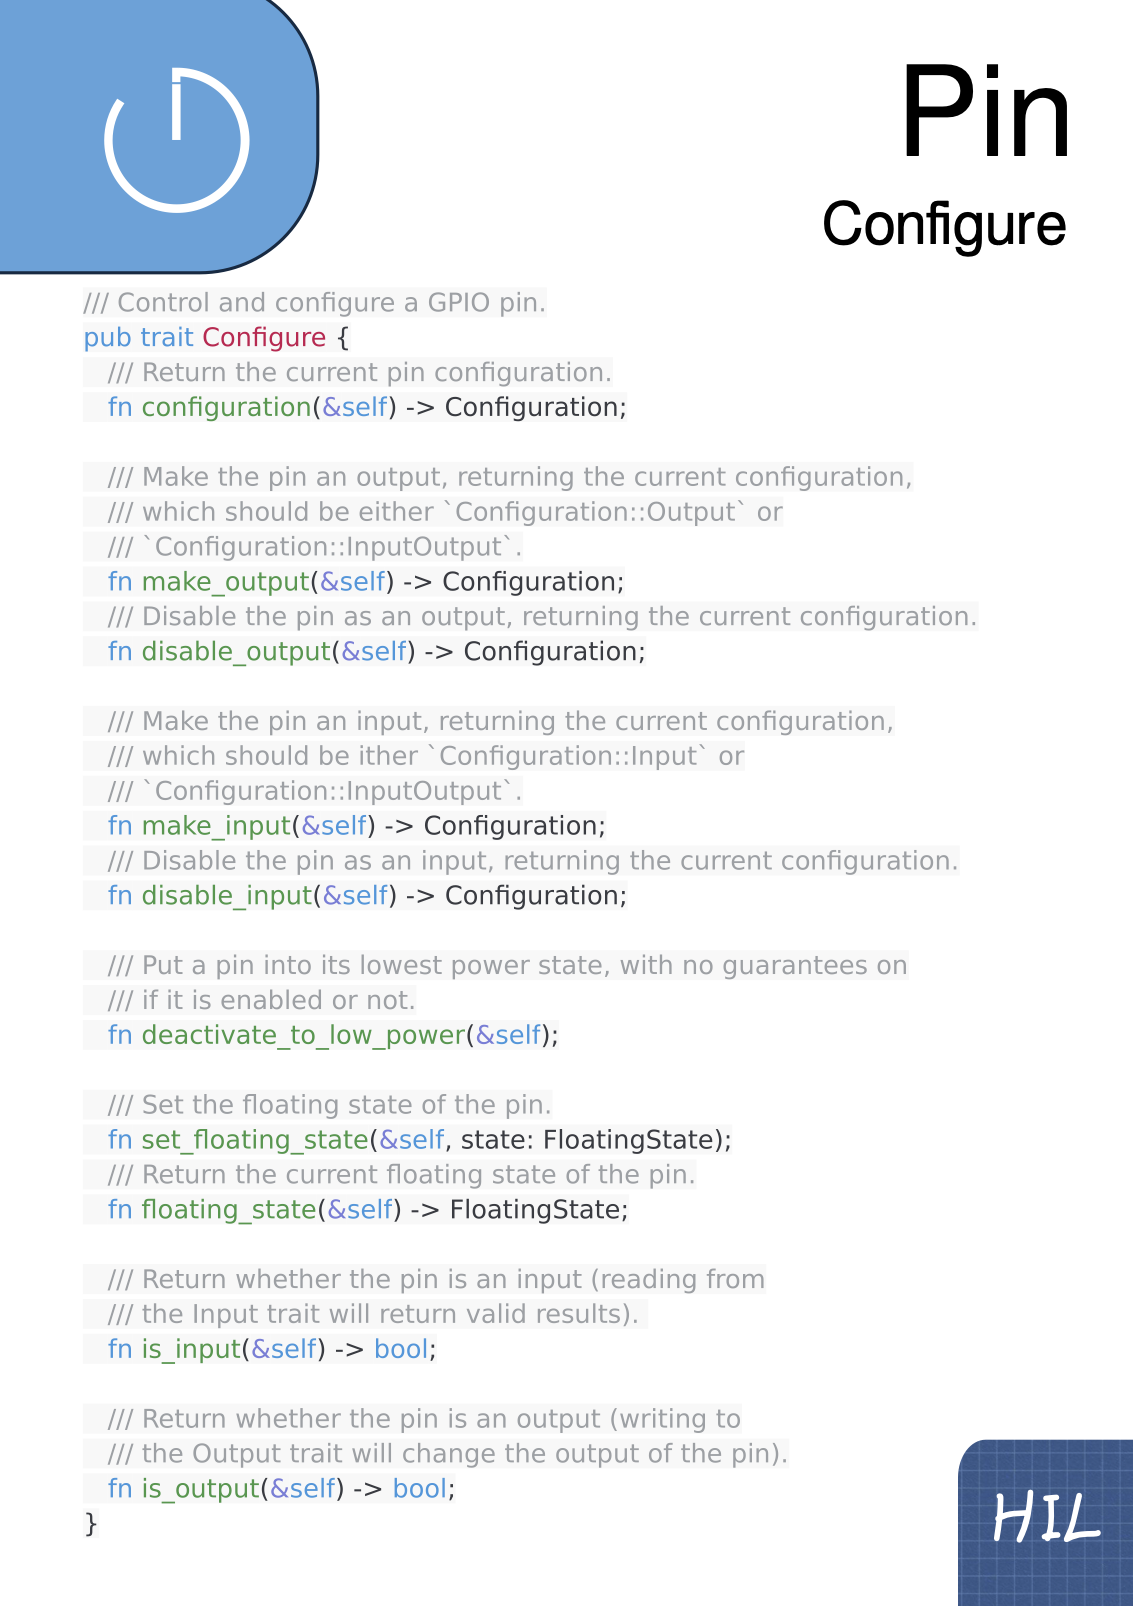 Pin
Configure
/// Control and configure a GPIO pin.
pub trait Configure {
/// Return the current pin configuration.
fn configuration(&self) -> Configuration;
/// Make the pin an output, returning the current configuration,
/// which should be either `Configuration::Output` or
/// `Configuration::InputOutput`.
fn make_output(&self) -> Configuration;
/// Disable the pin as an output, returning the current configuration.
fn disable_output(&self) -> Configuration;
/// Make the pin an input, returning the current configuration,
/// which should be ither `Configuration::Input` or
/// `Configuration::InputOutput`.
fn make_input(&self) -> Configuration;
/// Disable the pin as an input, returning the current configuration.
fn disable_input(&self) -> Configuration;
/// Put a pin into its lowest power state, with no guarantees on
/// if it is enabled or not.
fn deactivate_to_low_power(&self);
/// Set the floating state of the pin.
fn set_floating_state(&self, state: FloatingState);
/// Return the current floating state of the pin.
fn floating_state(&self) -> FloatingState;
/// Return whether the pin is an input (reading from
/// the Input trait will return valid results).
fn is_input(&self) -> bool;
/// Return whether the pin is an output (writing to
/// the Output trait will change the output of the pin).
fn is_output(&self) -> bool;
}
HIL